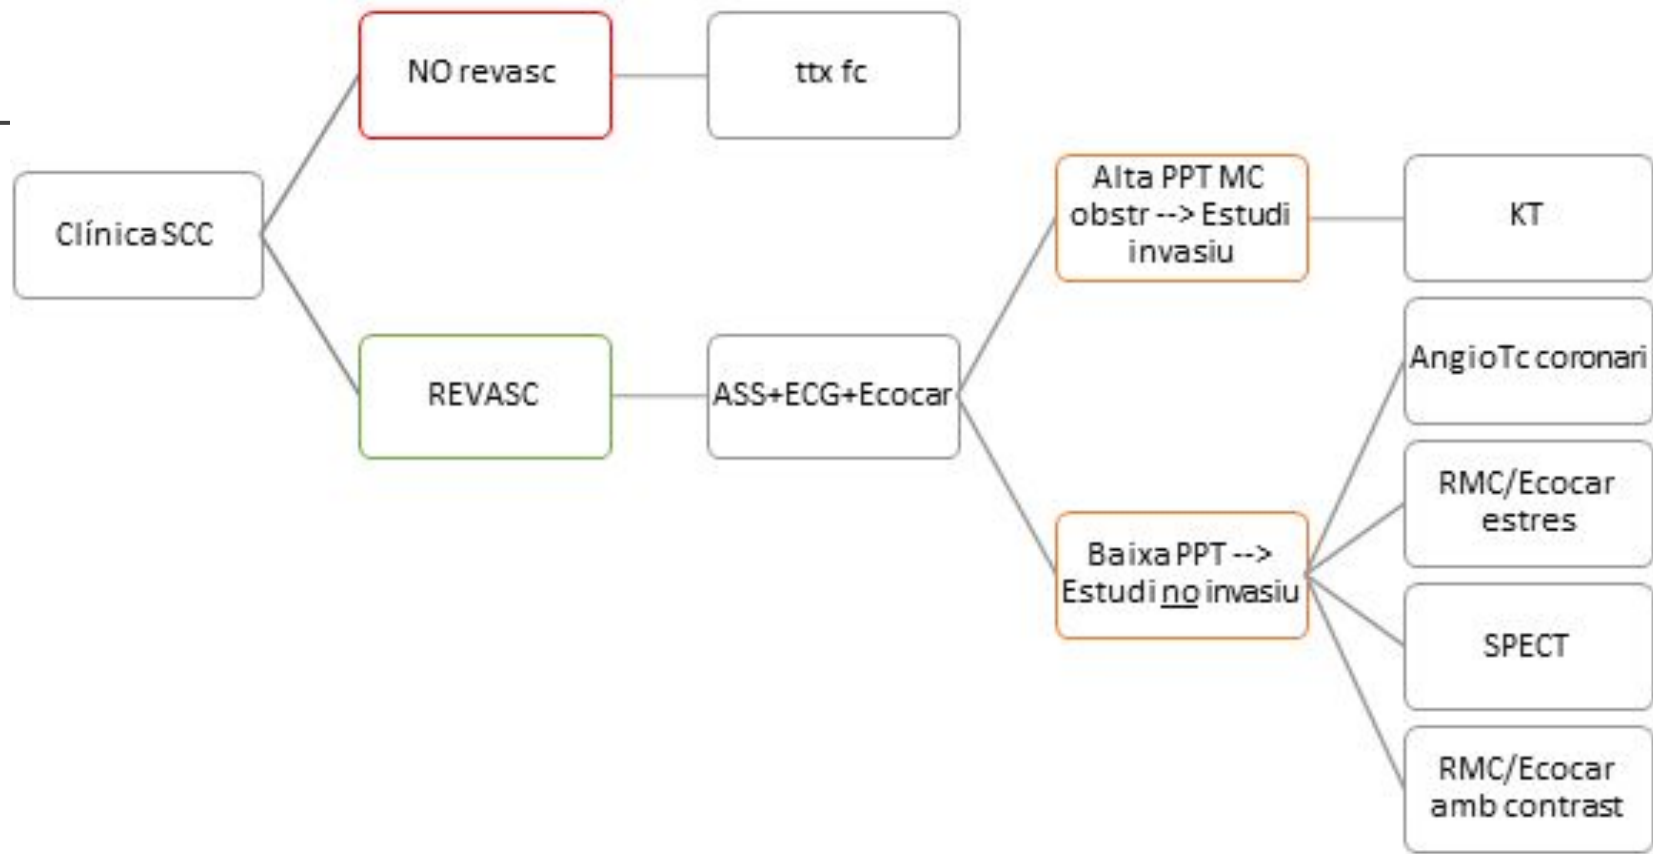 Clínica SCC
NO revasc
ttx fc
REVASC
ASS+ECG+Ecocar
Alta PPT MC
obstr --> Estudi
invasiu
KT
Baixa PPT -->
Estudi no invasiu
AngioTc coronari
RMC/Ecocar
estres
SPECT
RMC/Ecocar
amb contrast